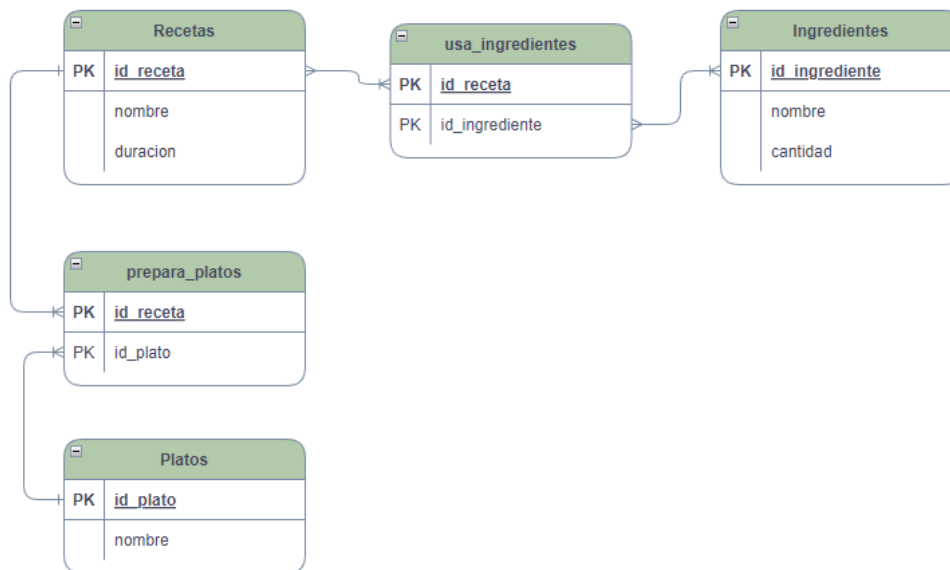 Recetas
PK id_receta
nombre
duracion
usa_ingredientes
PK id_receta
PK id_ingrediente
Ingredientes
PK id_ingrediente
nombre
cantidad
prepara_platos
PK id_receta
PK id_plato
Platos
PK id_plato
nombre